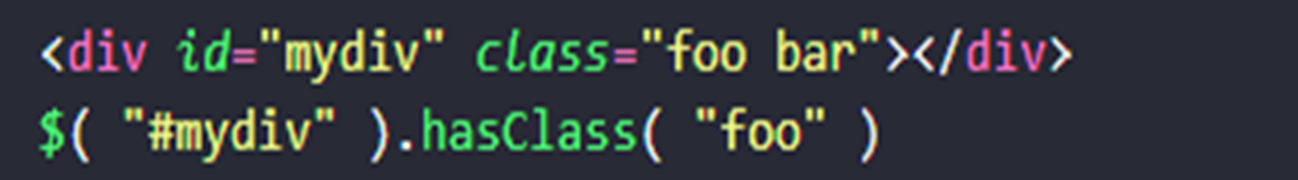 <div id="mydiv" class="foo bar"></div>
$( "#mydiv" ).hasClass( "foo" )